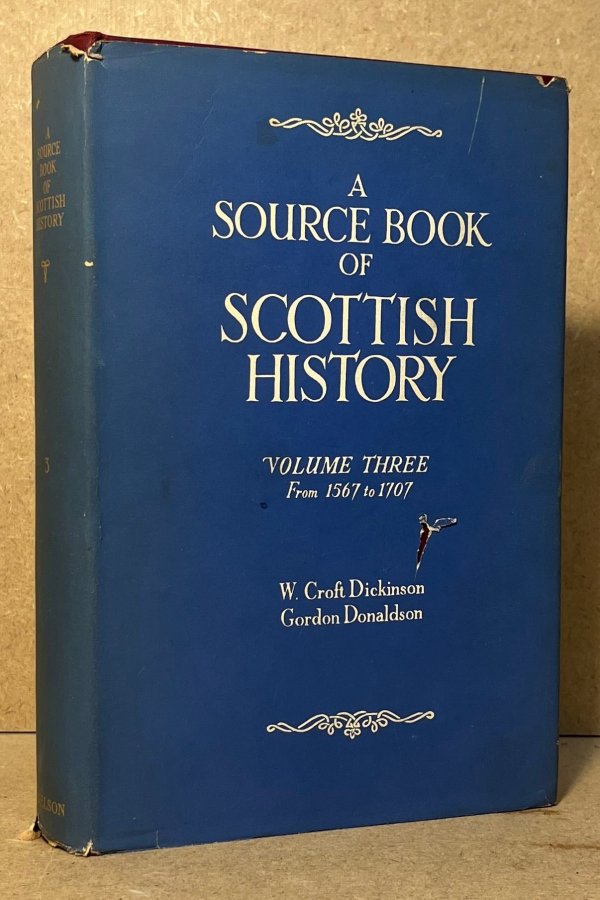 A
SOURCE BOOK
OF
SCOTTISH
HISTORY
VOLUME THREE
From 1567 to 1707
W. Croft Dickinson
Gordon Donaldson
A
SOURCE
BOOK
OF
SCOTTISH
HISTORY
3
NELSON